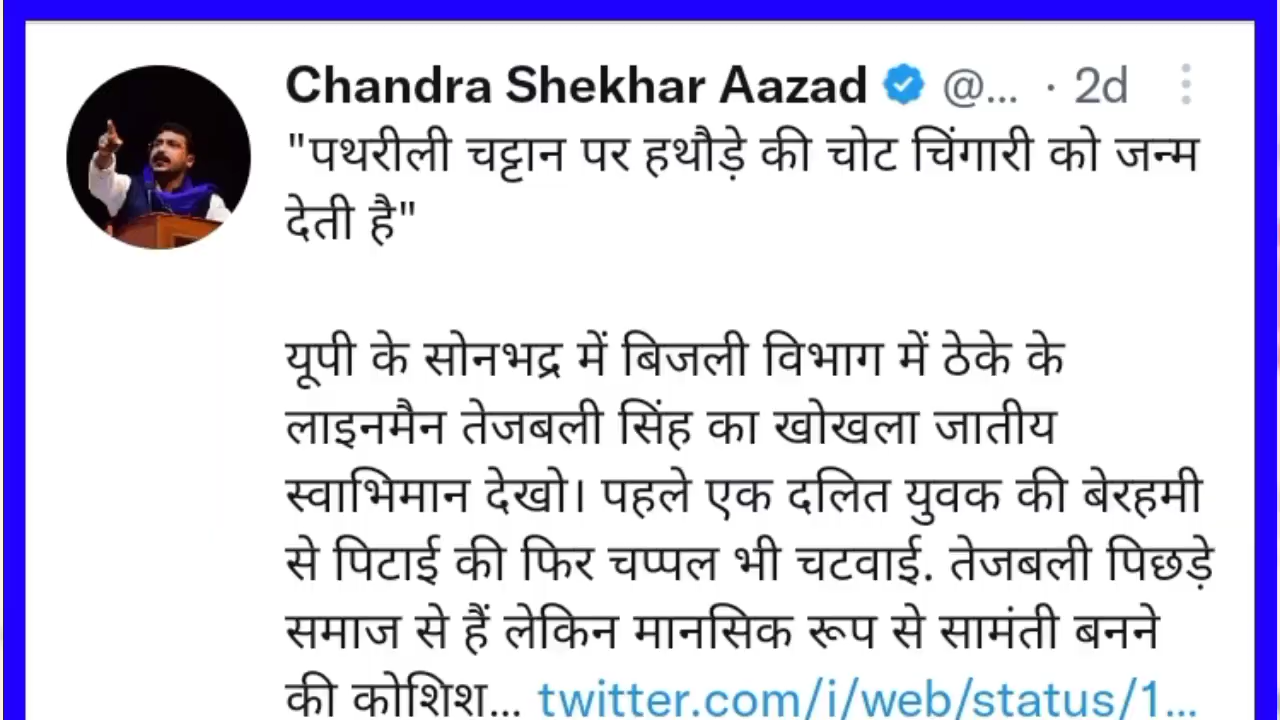 Chandra Shekhar Aazad @... · 2d
"पथरीली चट्टान पर हथौड़े की चोट चिंगारी को जन्म
देती है"
यूपी के सोनभद्र में बिजली विभाग में ठेके के
लाइनमैन तेजबली सिंह का खोखला जातीय
स्वाभिमान देखो। पहले एक दलित युवक की बेरहमी
से पिटाई की फिर चप्पल भी चटवाई. तेजबली पिछड़े
समाज से हैं लेकिन मानसिक रूप से सामंती बनने
की कोशिश... twitter.com/i/web/status/1...